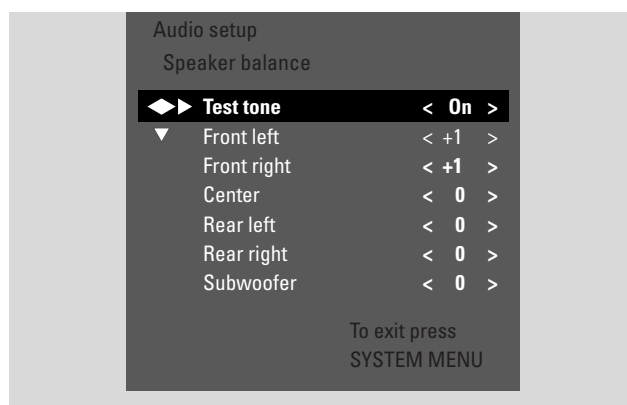 Audio setup
Speaker balance
Test tone < On >
Front left < +1 >
Front right < +1 >
Center < 0 >
Rear left < 0 >
Rear right < 0 >
Subwoofer < 0 >
To exit press
SYSTEM MENU